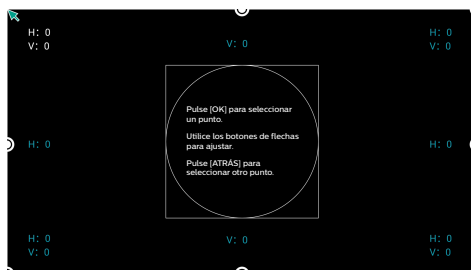 H: 0
V: 0
V: 0
H: 0
V: 0
Pulse [OK] para seleccionar
un punto.
Utilice los botones de flechas
para ajustar.
Pulse [ATRÁS] para
seleccionar otro punto.
H: 0
H: 0
H: 0
V: 0
V: 0
H: 0
V: 0